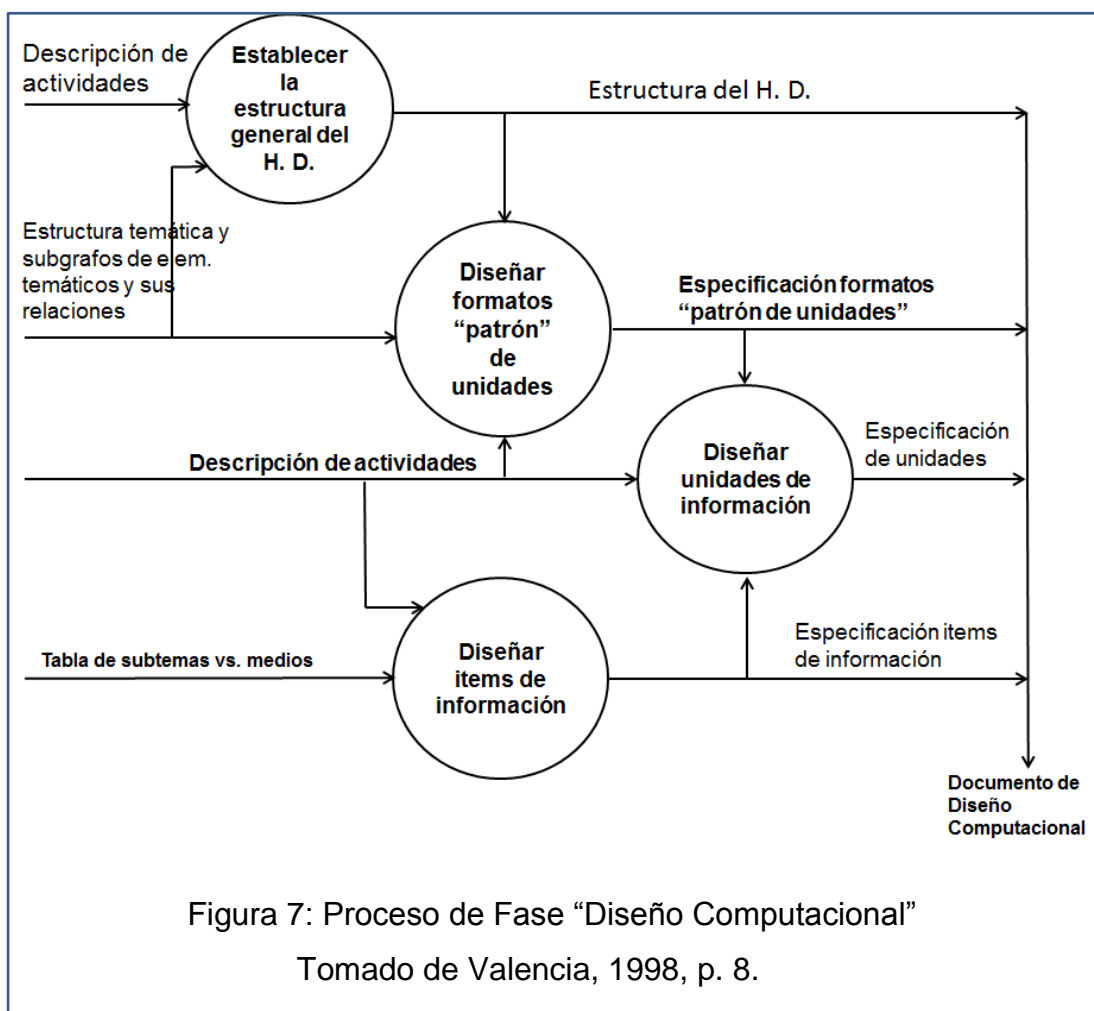 Descripción de
actividades
Establecer
la
estructura
general del
H. D.
Estructura del H. D.
Estructura temática y
subgrafos de elem.
temáticos y sus
relaciones
Diseñar
formatos
“patrón”
de
unidades
Especificación formatos
“patrón de unidades”
Descripción de actividades
Diseñar
unidades de
información
Especificación
de unidades
Tabla de subtemas vs. medios
Diseñar
items de
información
Especificación items
de información
Documento de
Diseño
Computacional
Figura 7: Proceso de Fase “Diseño Computacional”
Tomado de Valencia, 1998, p. 8.